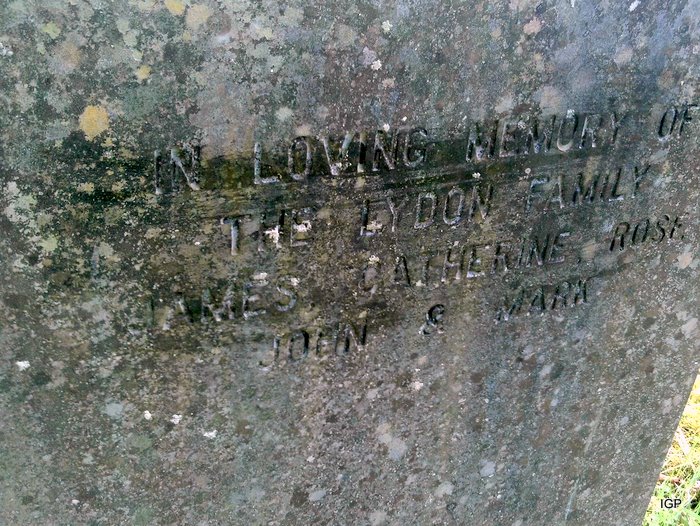 IN LOVING MEMORY OF
THE LYDON FAMILY
JAMES, CATHERINE, ROSE
JOHN & MARK
IGP